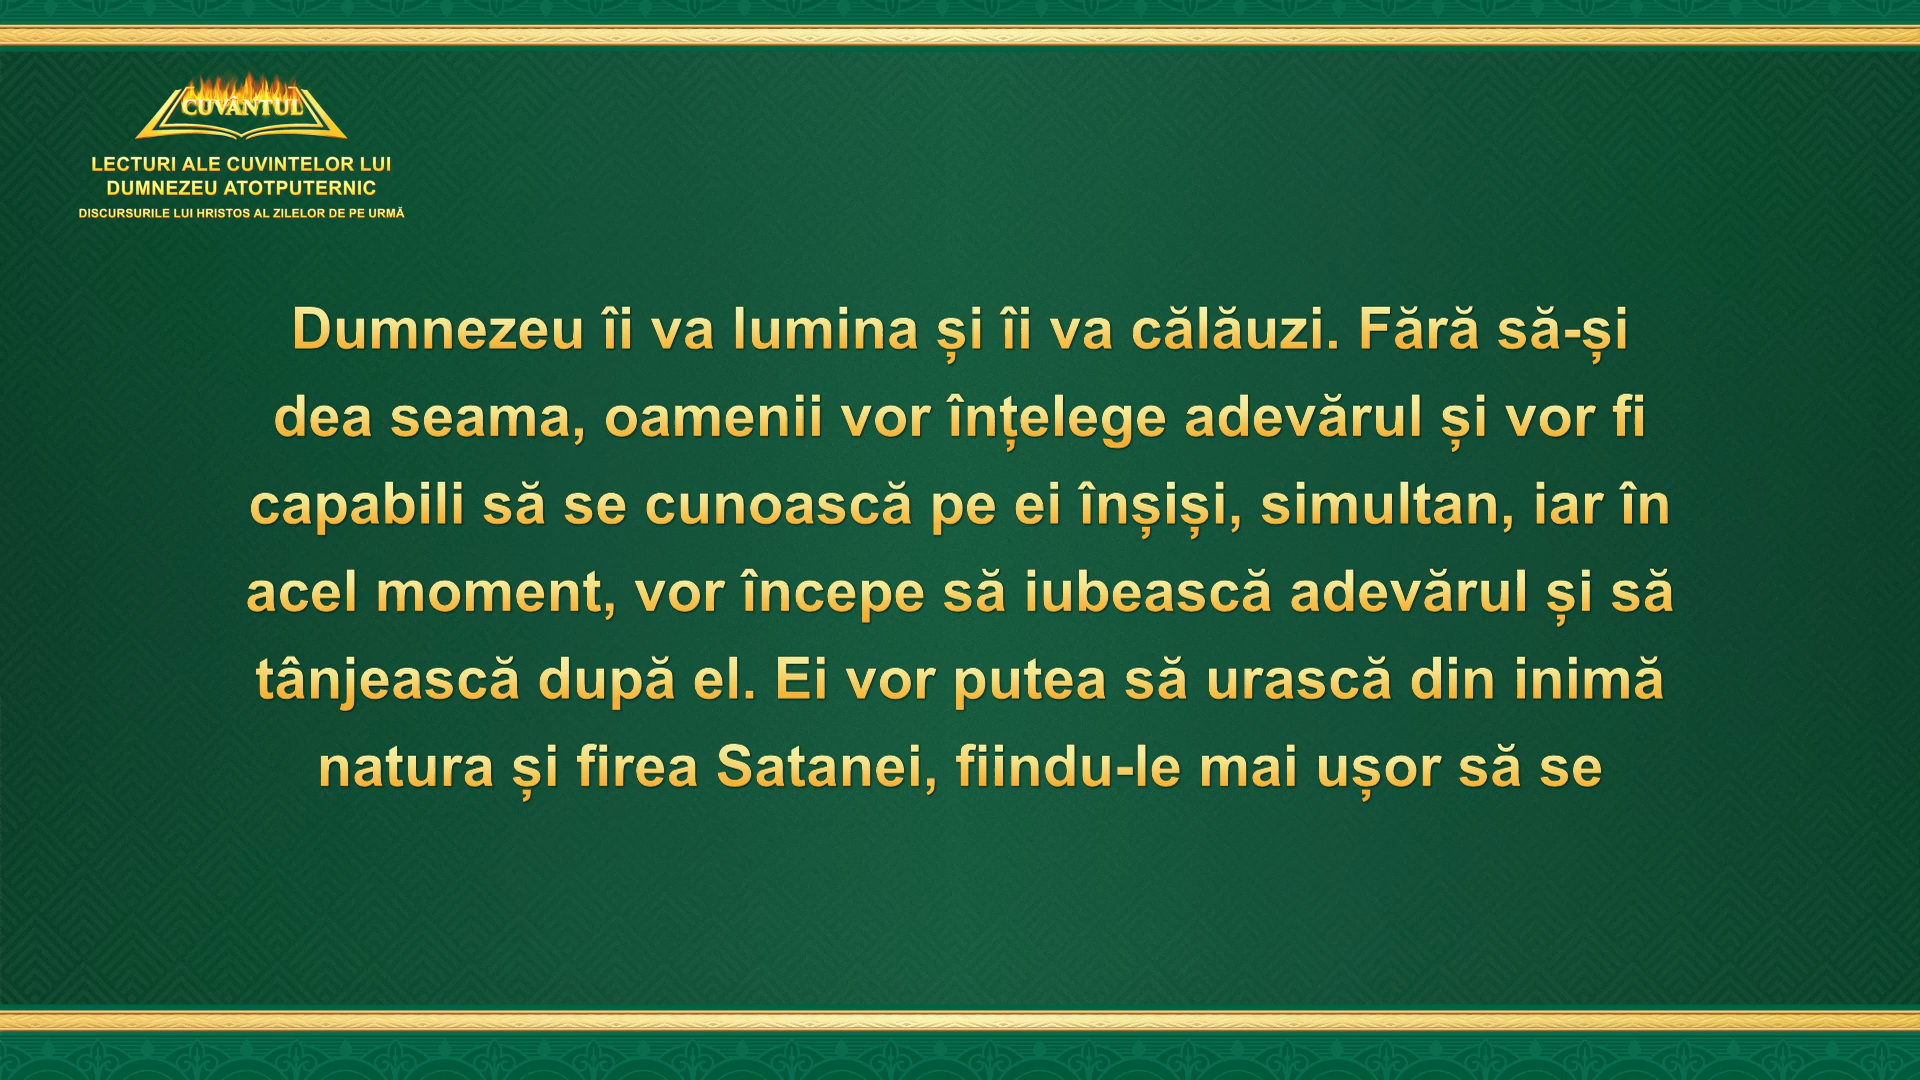 CUVÂNTUL
LECTURI ALE CUVINTELOR LUI
DUMNEZEU ATOTPUTERNIC
DISCURSURILE LUI HRISTOS AL ZILELOR DE PE URMĂ
Dumnezeu îi va lumina și îi va călăuzi. Fără să-și
dea seama, oamenii vor înțelege adevărul și vor fi
capabili să se cunoască pe ei înșiși, simultan, iar în
acel moment, vor începe să iubească adevărul și să
tânjească după el. Ei vor putea să urască din inimă
natura și firea Satanei, fiindu-le mai ușor să se